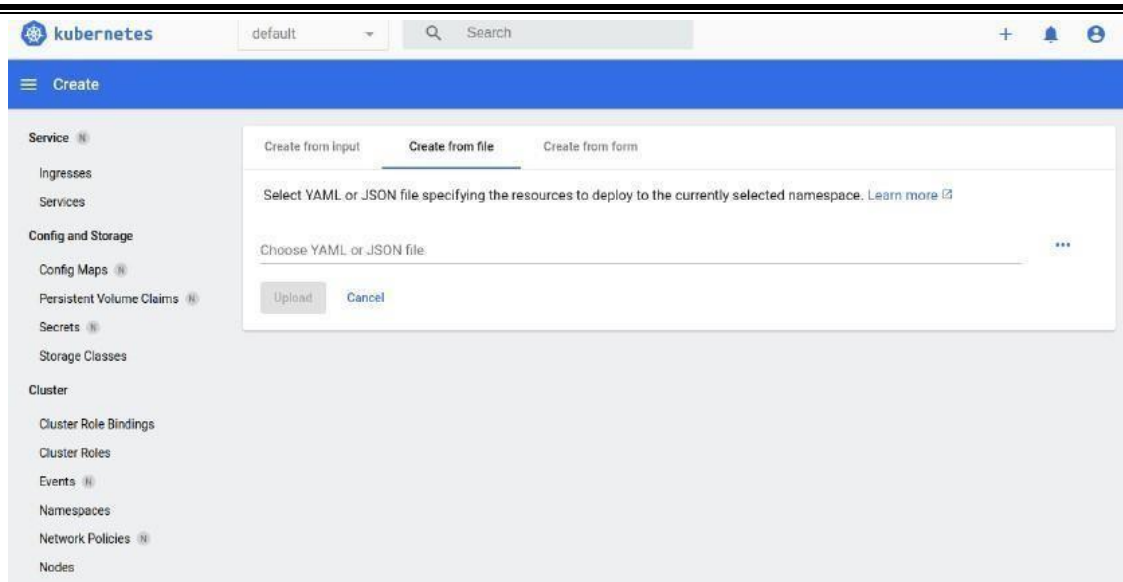 kubernetes
default
Search
Create
Service N
Ingresses
Services
Config and Storage
Config Maps N
Persistent Volume Claims N
Secrets N
Storage Classes
Cluster
Cluster Role Bindings
Cluster Roles
Events N
Namespaces
Network Policies N
Nodes
Create from input
Create from file
Create from form
Select YAML or JSON file specifying the resources to deploy to the currently selected namespace. Learn more
Choose YAML or JSON file
Upload
Cancel